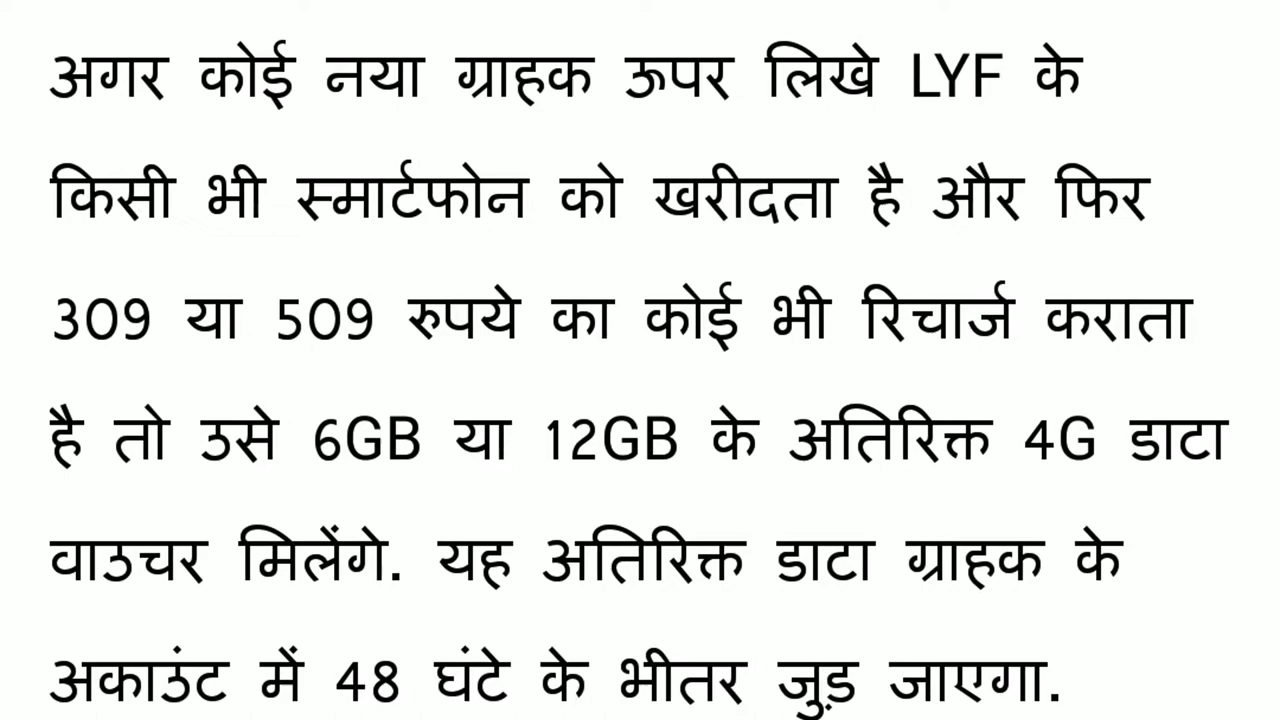 अगर कोई नया ग्राहक ऊपर लिखे LYF के
किसी भी स्मार्टफोन को खरीदता है और फिर
309 या 509 रुपये का कोई भी रिचार्ज कराता
है तो उसे 6GB या 12GB के अतिरिक्त 4G डाटा
वाउचर मिलेंगे. यह अतिरिक्त डाटा ग्राहक के
अकाउंट में 48 घंटे के भीतर जुड़ जाएगा.